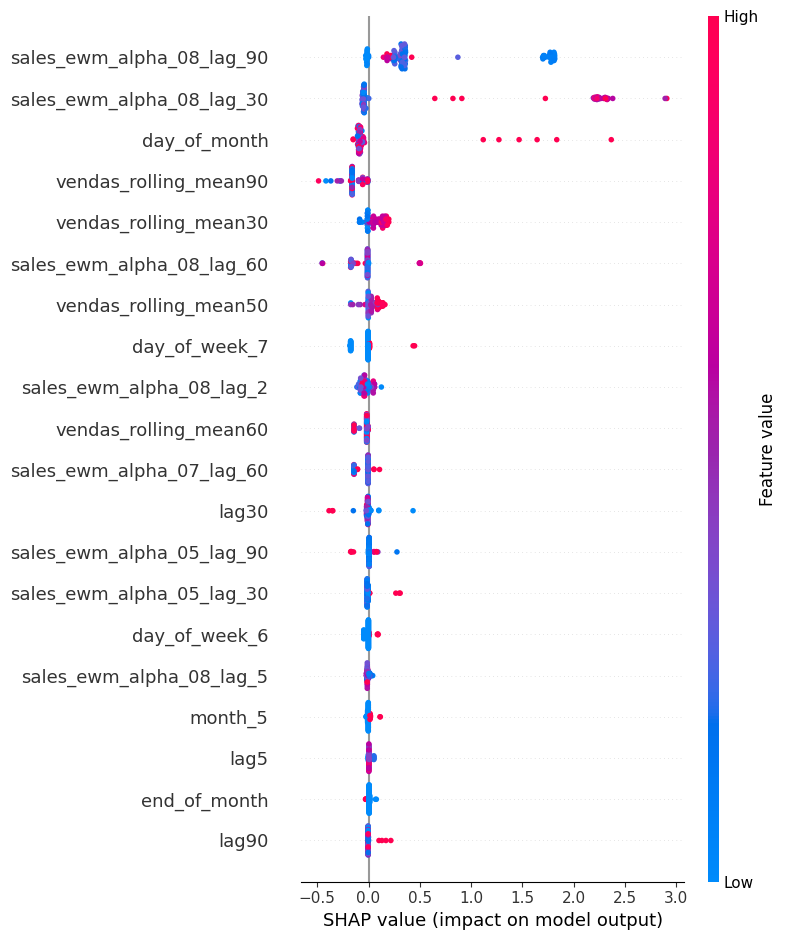 High
sales_ewm_alpha_08_lag_90
sales_ewm_alpha_08_lag_30
day_of_month
vendas_rolling_mean90
vendas_rolling_mean30
sales_ewm_alpha_08_lag_60
vendas_rolling_mean50
day_of_week_7
sales_ewm_alpha_08_lag_2
vendas_rolling_mean60
sales_ewm_alpha_07_lag_60
lag30
sales_ewm_alpha_05_lag_90
sales_ewm_alpha_05_lag_30
day_of_week_6
sales_ewm_alpha_08_lag_5
month_5
lag5
end_of_month
lag90
Feature value
Low
−0.5 0.0 0.5 1.0 1.5 2.0 2.5 3.0
SHAP value (impact on model output)